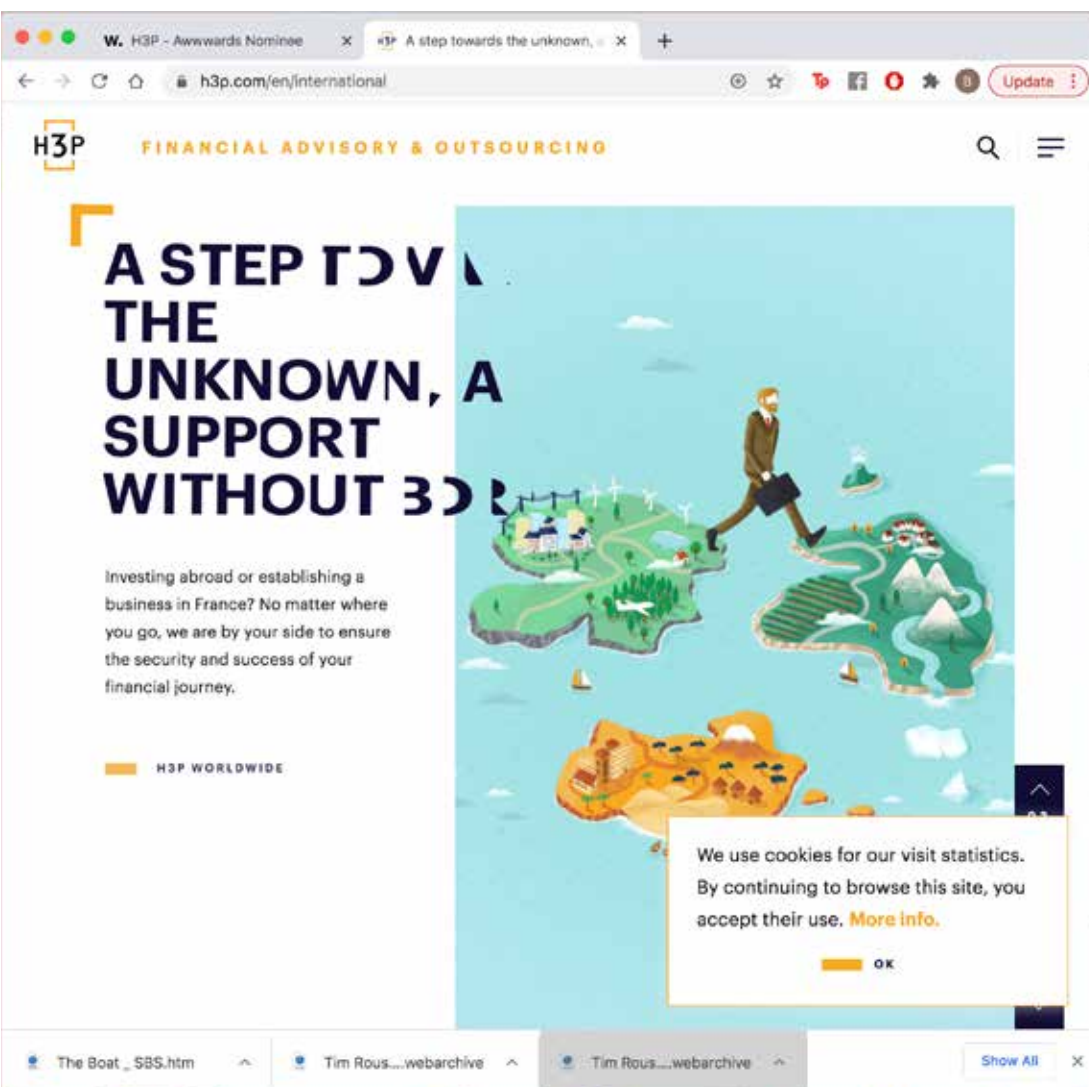 W. H3P - Awwwards Nominee
H3P A step towards the unknown,
h3p.com/en/international
Tp
B
Update
H3P
FINANCIAL ADVISORY & OUTSOURCING
A STEP
THE
UNKNOWN, A
SUPPORT
WITHOUT
Investing abroad or establishing a
business in France? No matter where
you go, we are by your side to ensure
the security and success of your
financial journey.
H3P WORLDWIDE
We use cookies for our visit statistics.
By continuing to browse this site, you
accept their use. More info.
OK
The Boat _ SBS.htm
Tim Rous....webarchive
Tim Rous....webarchive
Show All